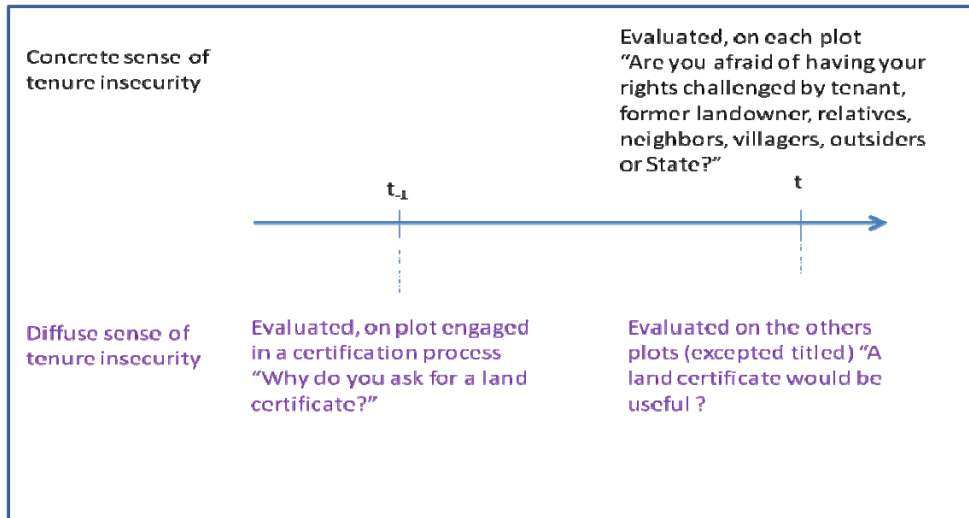 Concrete sense of
tenure insecurity
Evaluated, on each plot
“Are you afraid of having your
rights challenged by tenant,
former landowner, relatives,
neighbors, villagers, outsiders
or State?”
t-1
t
Diffuse sense of
tenure insecurity
Evaluated, on plot engaged
in a certification process
“Why do you ask for a land
certificate?”
Evaluated on the others
plots (excepted titled) “A
land certificate would be
useful ?